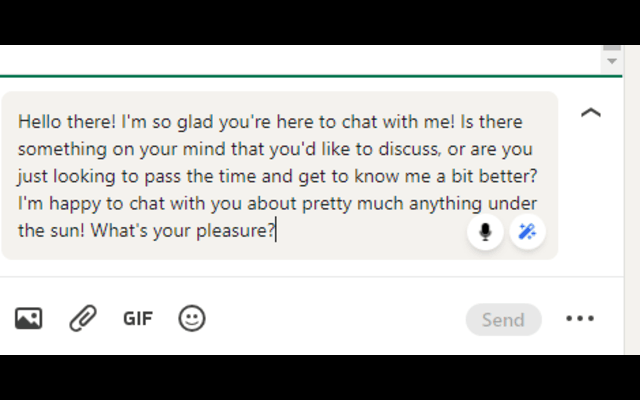 Hello there! I'm so glad you're here to chat with me! Is there
something on your mind that you'd like to discuss, or are you
just looking to pass the time and get to know me a bit better?
I'm happy to chat with you about pretty much anything under
the sun! What's your pleasure?
GIF
Send